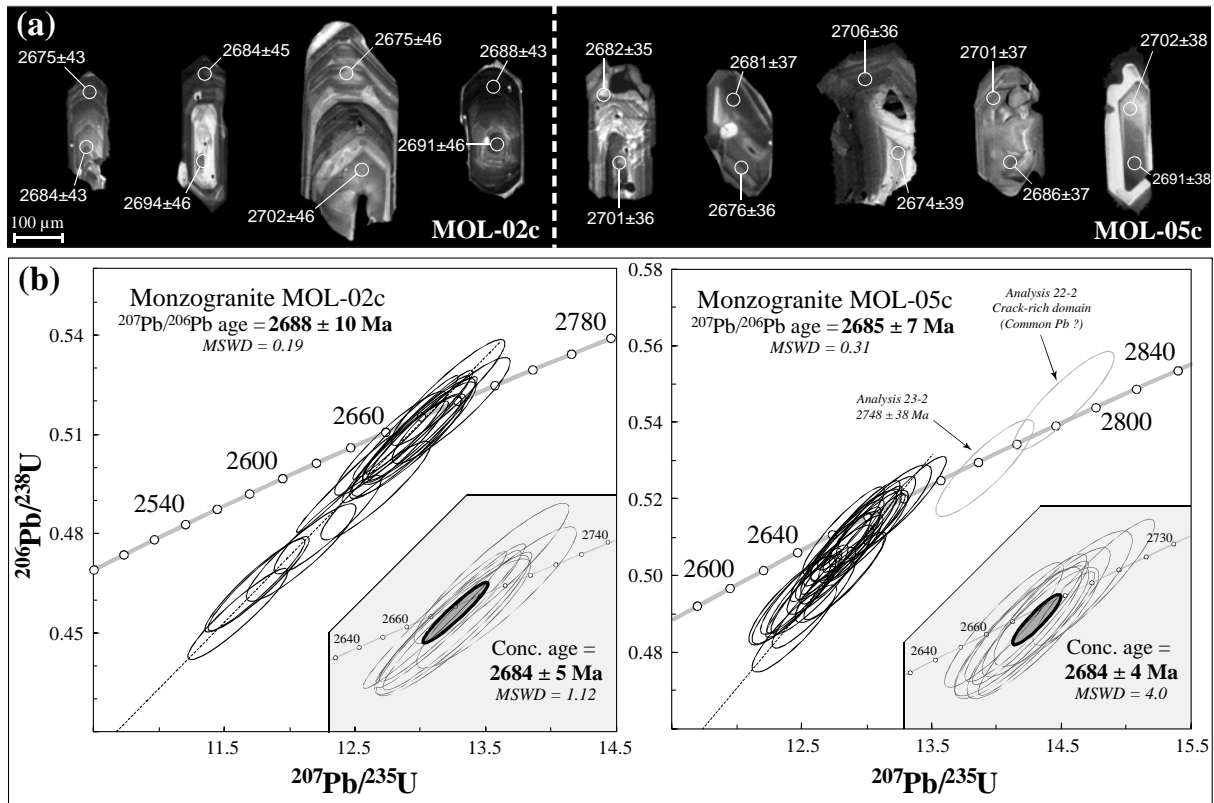 (a)
2675±43
2684±45
2675±46
2688±43
2684±43
2694±46
2702±46
2691±46
100 µm
MOL-02c
2682±35
2681±37
2706±36
2701±37
2702±38
2701±36
2676±36
2674±39
2686±37
2691±38
MOL-05c
(b)
Monzogranite MOL-02c
207Pb/206Pb age = 2688 ± 10 Ma
MSWD = 0.19
2780
2660
2600
2540
0.54
0.51
0.48
0.45
206Pb/238U
2740
2660
2640
Conc. age =
2684 ± 5 Ma
MSWD = 1.12
11.5
12.5
13.5
14.5
207Pb/235U
Monzogranite MOL-05c
207Pb/206Pb age = 2685 ± 7 Ma
MSWD = 0.31
Analysis 22-2
Crack-rich domain
(Common Pb ?)
Analysis 23-2
2748 ± 38 Ma
2840
2800
2640
2600
0.58
0.56
0.54
0.52
0.50
0.48
2730
2660
2640
Conc. age =
2684 ± 4 Ma
MSWD = 4.0
12.5
13.5
14.5
15.5
207Pb/235U